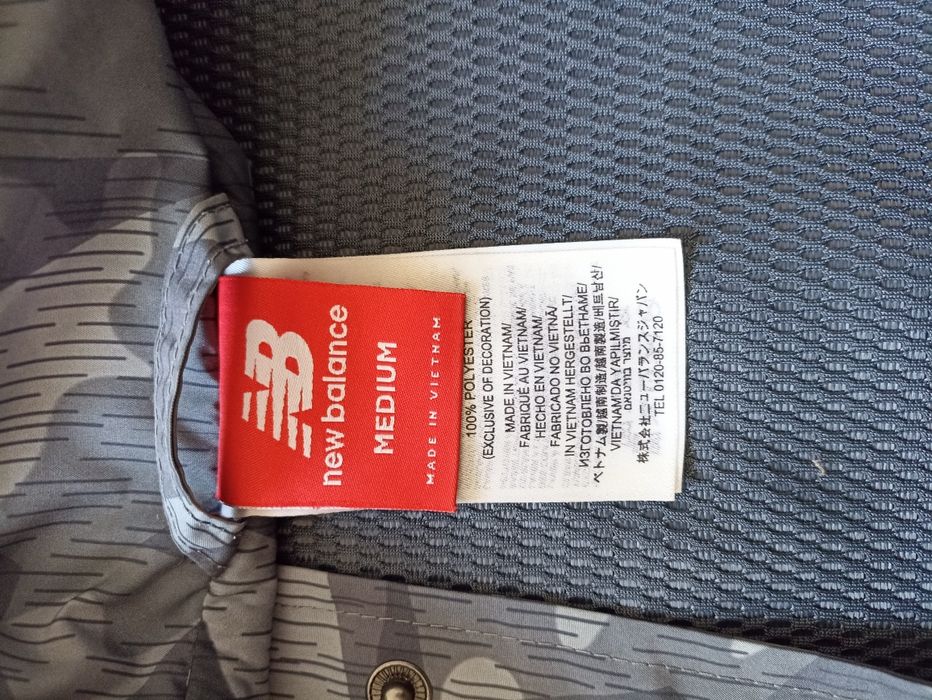 NB
new balance
MEDIUM
MADE IN VIETNAM
100% POLYESTER
(EXCLUSIVE OF DECORATION)
MADE IN VIETNAM/
FABRIQUÉ AU VIETNAM/
HECHO EN VIETNAM/
FABRICADO NO VIETNÃ/
IN VIETNAM HERGESTELLT/
ИЗГОТОВЛЕНО ВО ВЬЕТНАМЕ/
ベトナム製/越南制造/越南製造/베트남산/
VIETNAM'DA YAPILMIŞTIR/
מיוצר בוייטנאם
株式会社ニューバランスジャパン
TEL 0120-85-7120